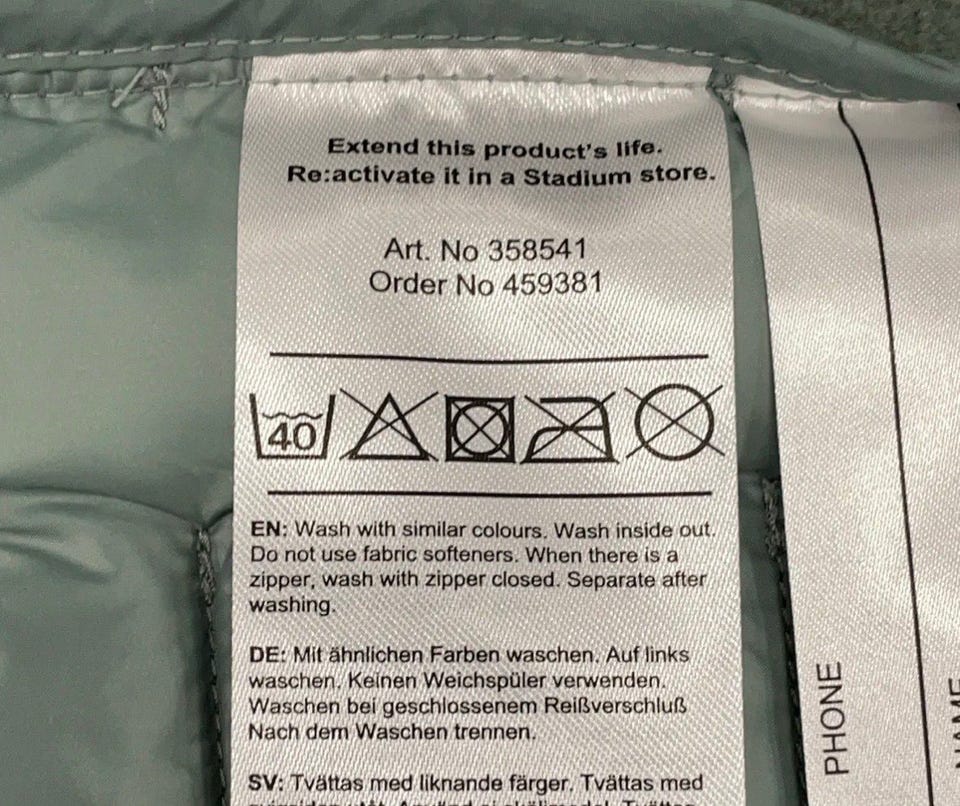 Extend this product's life.
Re:activate it in a Stadium store.
Art. No 358541
Order No 459381
40
EN: Wash with similar colours. Wash inside out.
Do not use fabric softeners. When there is a
zipper, wash with zipper closed. Separate after
washing.
DE: Mit ähnlichen Farben waschen. Auf links
waschen. Keinen Weichspüler verwenden.
Waschen bei geschlossenem Reißverschluß
Nach dem Waschen trennen.
SV: Tvättas med liknande färger. Tvättas med
PHONE